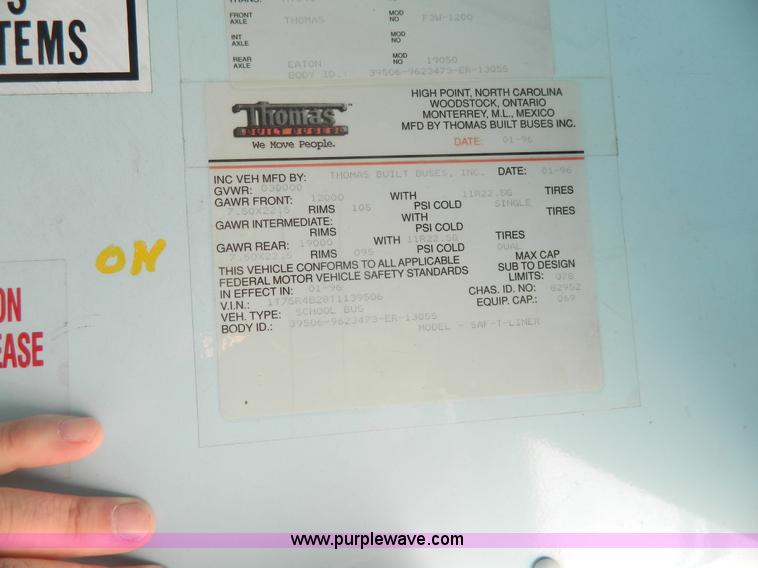 S
TEMS
FRONT AXLE THOMAS MOD NO F3W-1200
INT AXLE MOD NO
REAR AXLE EATON MOD NO 19050
BODY ID.: 39506-9623473-ER-13055
Thomas
BUILT BUSES
We Move People.
HIGH POINT, NORTH CAROLINA
WOODSTOCK, ONTARIO
MONTERREY, M.L., MEXICO
MFD BY THOMAS BUILT BUSES INC.
DATE: 01-96
INC VEH MFD BY: THOMAS BUILT BUSES, INC. DATE: 01-96
GVWR: 030000
GAWR FRONT: 12000 WITH 11R22.5G TIRES
7.50X22.5 RIMS 105 PSI COLD SINGLE
GAWR INTERMEDIATE: WITH TIRES
RIMS PSI COLD
GAWR REAR: 19000 WITH 11R22.5G TIRES
7.50X22.5 RIMS 095 PSI COLD DUAL
THIS VEHICLE CONFORMS TO ALL APPLICABLE MAX CAP
FEDERAL MOTOR VEHICLE SAFETY STANDARDS SUB TO DESIGN
IN EFFECT IN: 01-96 LIMITS: 078
V.I.N.: 1T75R4B28T1139506 CHAS. ID. NO: 82952
VEH. TYPE: SCHOOL BUS EQUIP. CAP.: 069
BODY ID.: 39506-9623473-ER-13055 MODEL - SAF-T-LINER
ON
ON
EASE
www.purplewave.com